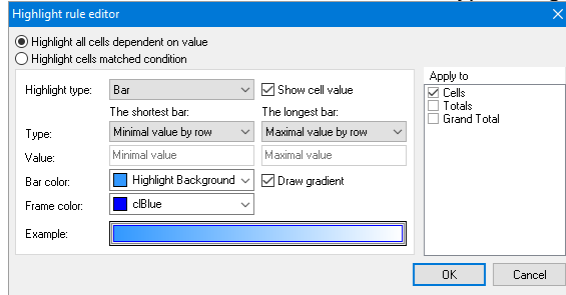 Highlight rule editor
Highlight all cells dependent on value
Highlight cells matched condition
Apply to
Highlight type: Bar Show cell value
Cells
Totals
Grand Total
The shortest bar: The longest bar:
Type: Minimal value by row Maximal value by row
Value: Minimal value Maximal value
Bar color: Highlight Background Draw gradient
Frame color: clBlue
Example:
OK Cancel